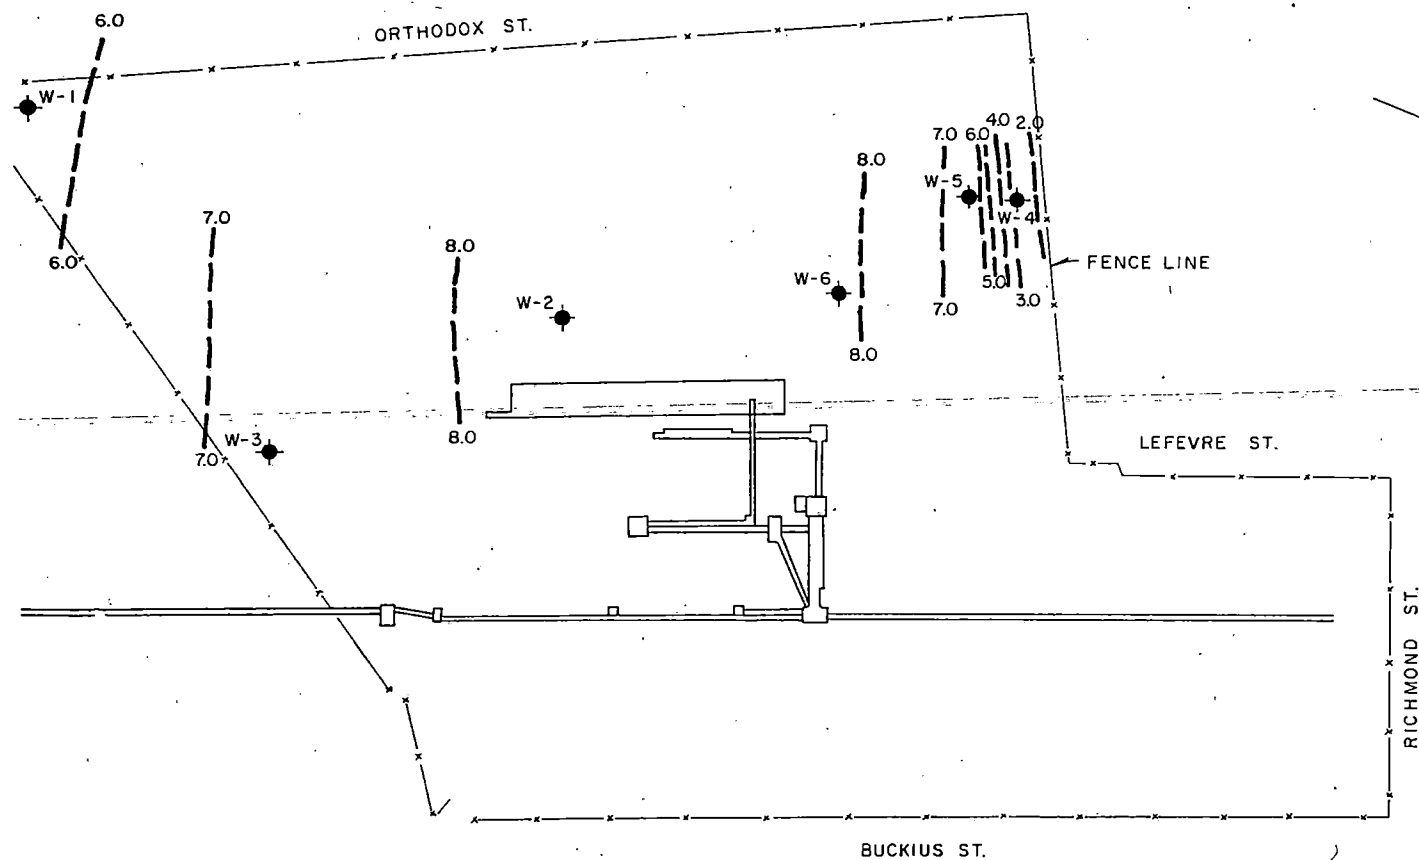 6.0
ORTHODOX ST.
W-1
4.0 2.0
7.0 6.0
8.0
W-5
7.0
W-4
8.0
6.0
FENCE LINE
W-6
5.0
W-2
3.0
7.0
8.0
8.0
W-3
LEFEVRE ST.
7.0
RICHMOND ST.
BUCKIUS ST.